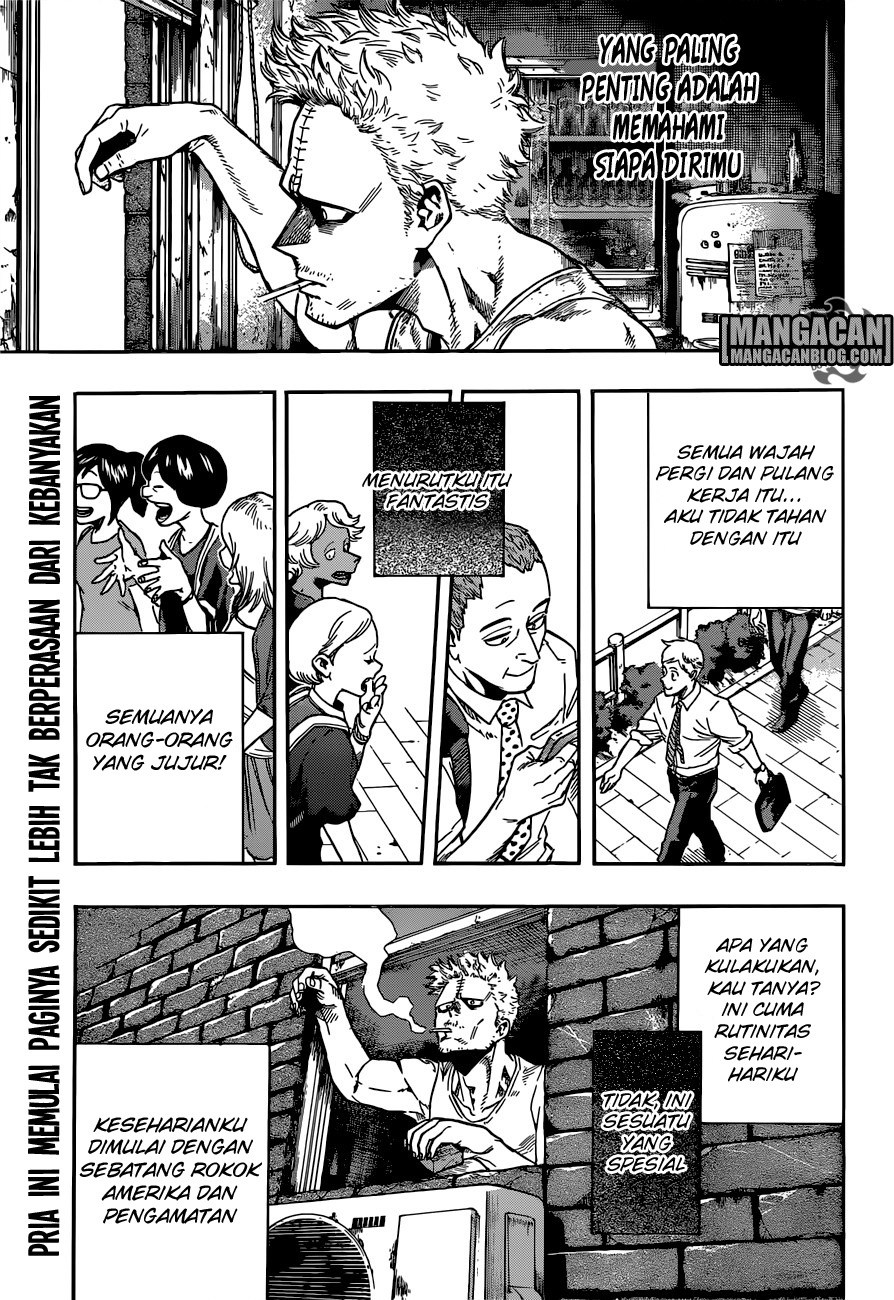 YANG PALING
PENTING ADALAH
MEMAHAMI
SIAPA DIRIMU
MANGACAN
MANGACANBLOG.COM
SEMUA WAJAH
PERGI DAN PULANG
KERJA ITU...
AKU TIDAK TAHAN
DENGAN ITU
MENURUTKU ITU
FANTASTIS
SEMUANYA
ORANG-ORANG
YANG JUJUR!
APA YANG
KULAKUKAN,
KAU TANYA?
INI CUMA
RUTINITAS
SEHARI-
HARIKU
TIDAK, INI
SESUATU
YANG
SPESIAL
KESEHARIANKU
DIMULAI DENGAN
SEBATANG ROKOK
AMERIKA DAN
PENGAMATAN
PRIA INI MEMULAI PAGINYA SEDIKIT LEBIH TAK BERPERASAAN DARI KEBANYAKAN